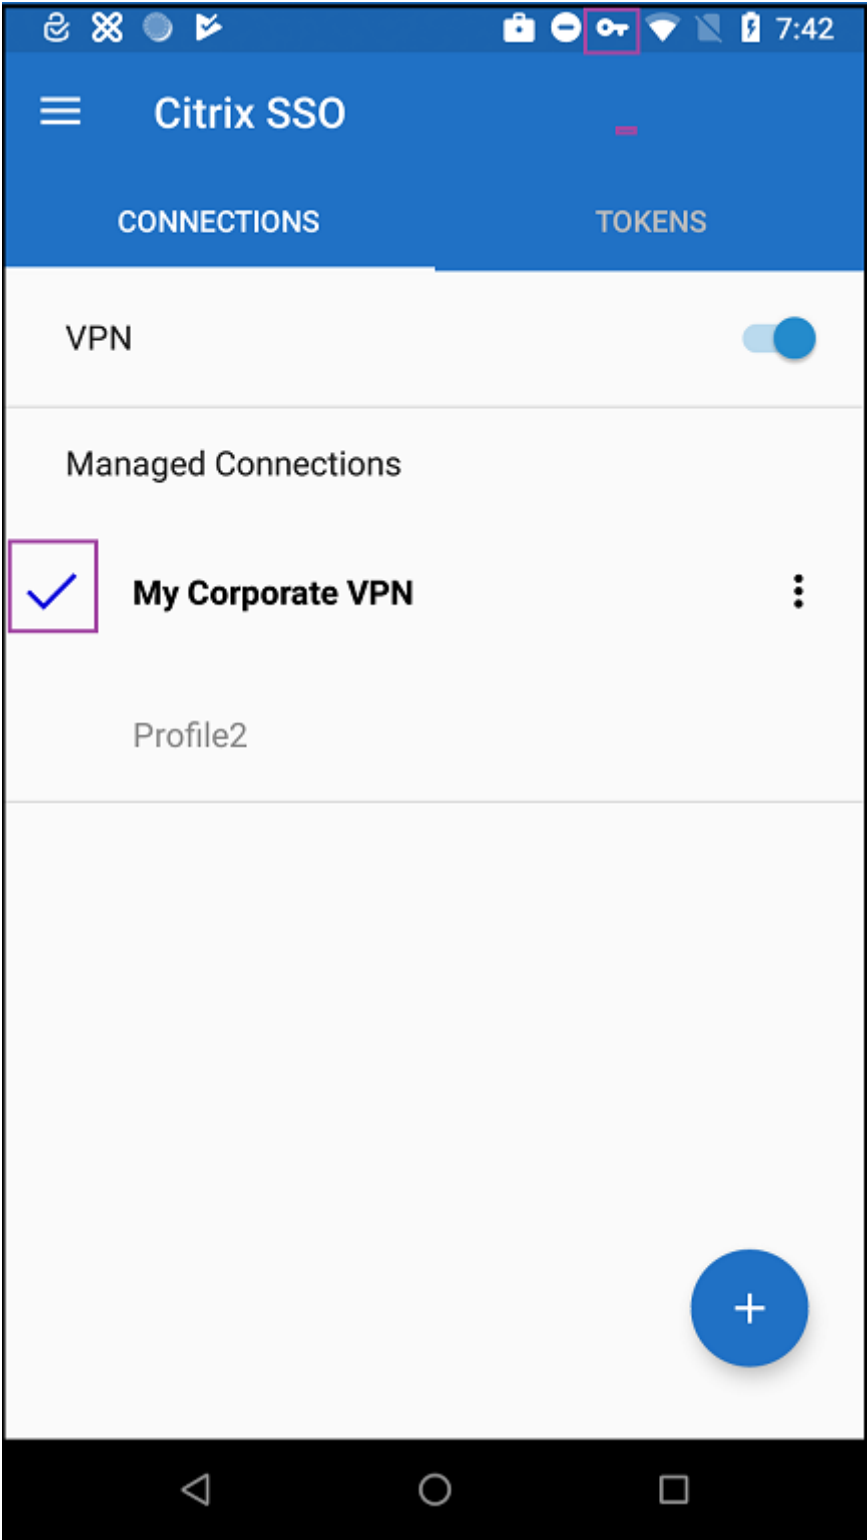 7:42
Citrix SSO
CONNECTIONS TOKENS
VPN
Managed Connections
My Corporate VPN
Profile2